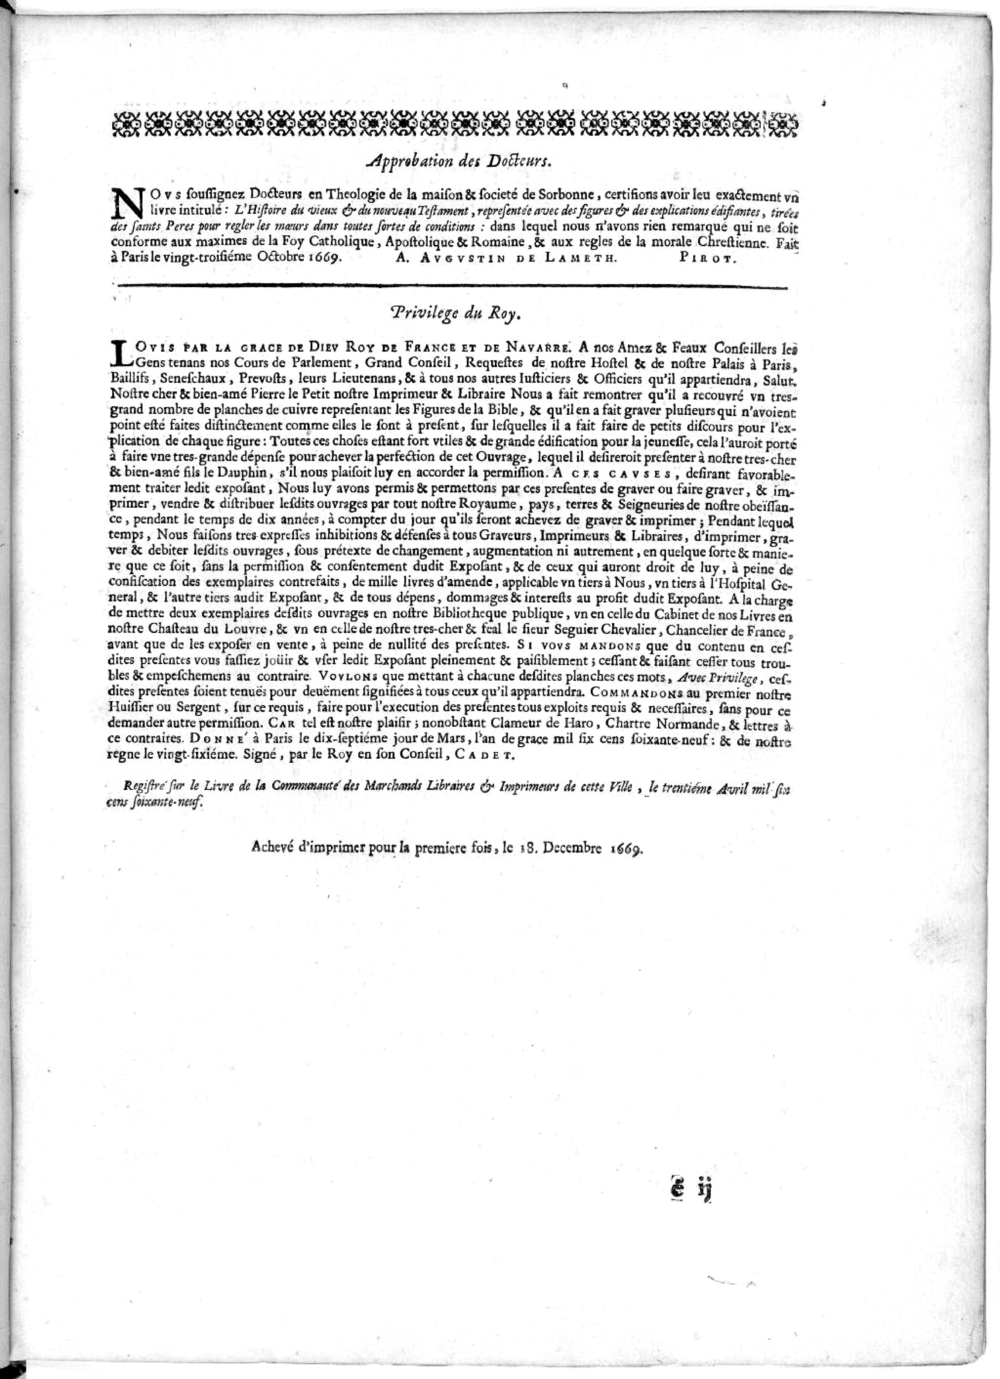 Approbation des Docteurs.
NOvs souſſignez Docteurs en Theologie de la maiſon & ſocieté de Sorbonne, certifions avoir leu exactement vn
livre intitulé : L'Hiſtoire du vieux & du nouveau Teſtament, repreſentée avec des figures & des explications édifiantes, tirées
des ſaints Peres pour regler les mœurs dans toutes ſortes de conditions : dans lequel nous n'avons rien remarqué qui ne ſoit
conforme aux maximes de la Foy Catholique, Apoſtolique & Romaine, & aux regles de la morale Chreſtienne. Fait
à Paris le vingt-troiſiéme Octobre 1669. A. AVGVSTIN DE LAMETH. PIROT.
Privilege du Roy.
LOVIS PAR LA GRACE DE DIEV ROY DE FRANCE ET DE NAVARRE. A nos Amez & Feaux Conſeillers les
Gens tenans nos Cours de Parlement, Grand Conſeil, Requeſtes de noſtre Hoſtel & de noſtre Palais à Paris,
Baillifs, Seneſchaux, Prevoſts, leurs Lieutenans, & à tous nos autres Iuſticiers & Officiers qu'il appartiendra, Salut.
Noſtre cher & bien-amé Pierre le Petit noſtre Imprimeur & Libraire Nous a fait remontrer qu'il a recouvré vn tres-
grand nombre de planches de cuivre repreſentant les Figures de la Bible, & qu'il en a fait graver pluſieurs qui n'avoient
point eſté faites diſtinctement comme elles le ſont à preſent, ſur leſquelles il a fait faire de petits diſcours pour l'ex-
plication de chaque figure : Toutes ces choſes eſtant fort vtiles & de grande édification pour la jeuneſſe, cela l'auroit porté
à faire vne tres-grande dépenſe pour achever la perfection de cet Ouvrage, lequel il deſireroit preſenter à noſtre tres-cher
& bien-amé fils le Dauphin, s'il nous plaiſoit luy en accorder la permiſſion. A CES CAVSES, deſirant favorable-
ment traiter ledit expoſant, Nous luy avons permis & permettons par ces preſentes de graver ou faire graver, & im-
primer, vendre & diſtribuer leſdits ouvrages par tout noſtre Royaume, pays, terres & Seigneuries de noſtre obeïſſan-
ce, pendant le temps de dix années, à compter du jour qu'ils ſeront achevez de graver & imprimer ; Pendant lequel
temps, Nous faiſons tres expreſſes inhibitions & défenſes à tous Graveurs, Imprimeurs & Libraires, d'imprimer, gra-
ver & debiter leſdits ouvrages, ſous prétexte de changement, augmentation ni autrement, en quelque ſorte & manie-
re que ce ſoit, ſans la permiſſion & conſentement dudit Expoſant, & de ceux qui auront droit de luy, à peine de
confiſcation des exemplaires contrefaits, de mille livres d'amende, applicable vn tiers à Nous, vn tiers à l'Hoſpital Ge-
neral, & l'autre tiers audit Expoſant, & de tous dépens, dommages & intereſts au profit dudit Expoſant. A la charge
de mettre deux exemplaires deſdits ouvrages en noſtre Bibliotheque publique, vn en celle du Cabinet de nos Livres en
noſtre Chaſteau du Louvre, & vn en celle de noſtre tres-cher & feal le ſieur Seguier Chevalier, Chancelier de France,
avant que de les expoſer en vente, à peine de nullité des preſentes. SI VOVS MANDONS que du contenu en ceſ-
dites preſentes vous faſſiez joüir & vſer ledit Expoſant pleinement & paiſiblement ; ceſſant & faiſant ceſſer tous trou-
bles & empeſchemens au contraire. VOVLONS que mettant à chacune deſdites planches ces mots, Avec Privilege, ceſ-
dites preſentes ſoient tenuës pour deuëment ſignifiées à tous ceux qu'il appartiendra. COMMANDONS au premier noſtre
Huiſſier ou Sergent, ſur ce requis, faire pour l'execution des preſentes tous exploits requis & neceſſaires, ſans pour ce
demander autre permiſſion. CAR tel eſt noſtre plaiſir ; nonobſtant Clameur de Haro, Chartre Normande, & lettres à
ce contraires. DONNE' à Paris le dix-ſeptiéme jour de Mars, l'an de grace mil ſix cens ſoixante-neuf : & de noſtre
regne le vingt-ſixiéme. Signé, par le Roy en ſon Conſeil, CADET.
Regiſtré ſur le Livre de la Communauté des Marchands Libraires & Imprimeurs de cette Ville, le trentiéme Avril mil ſix
cens ſoixante-neuf.
Achevé d'imprimer pour la premiere fois, le 18. Decembre 1669.
é ij